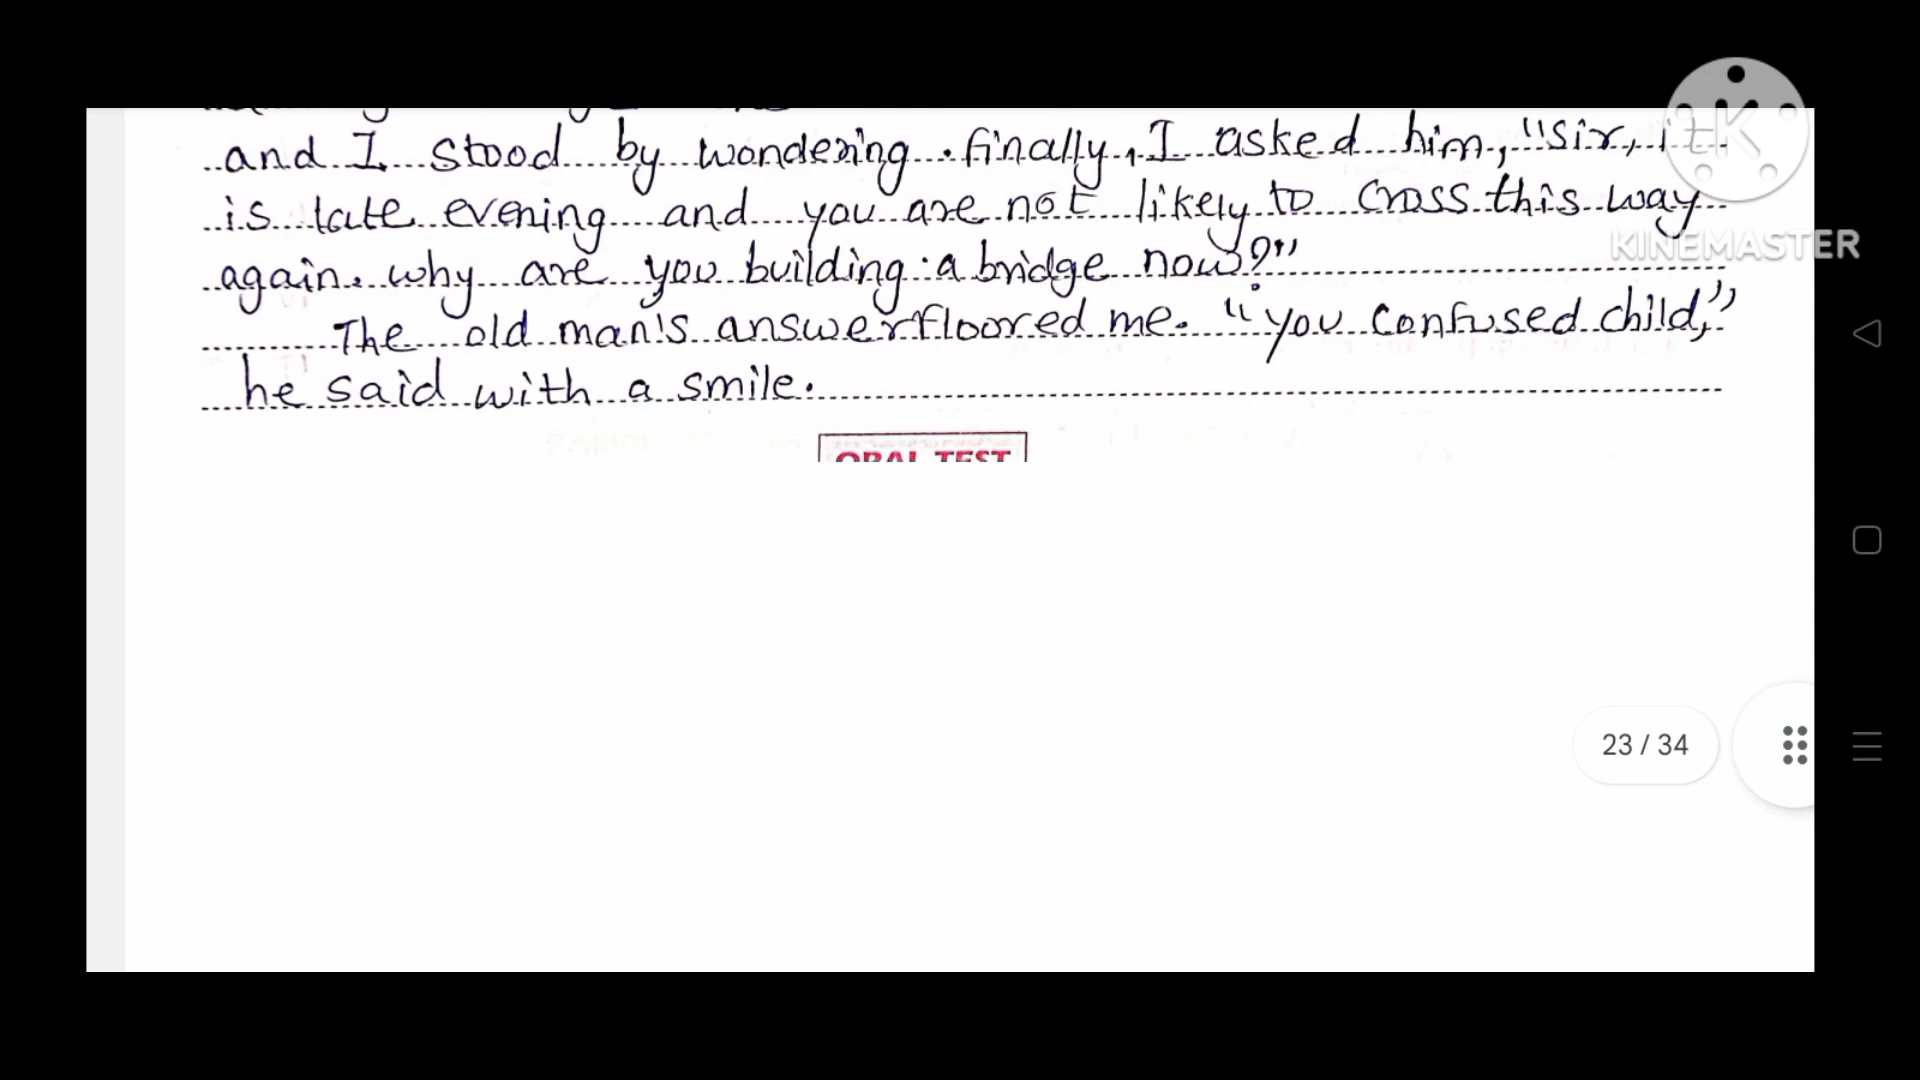 and I stood by wondering. finally, I asked him, "Sir, it
is late evening and you are not likely to cross this way
again. why are you building a bridge now?"
The old man's answer floored me. "you confused child,"
he said with a smile.
ORAL TEST
KINEMASTER
23 / 34